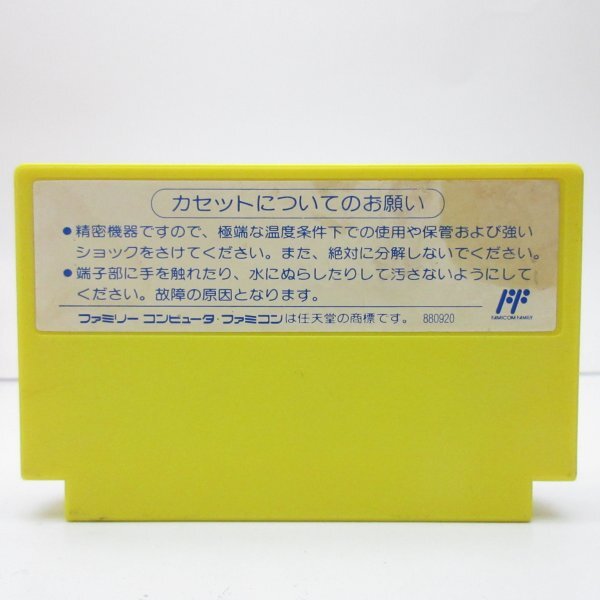 カセットについてのお願い
●精密機器ですので、極端な温度条件下での使用や保管および強い
ショックをさけてください。また、絶対に分解しないでください。
●端子部に手を触れたり、水にぬらしたりして汚さないようにして
ください。故障の原因となります。
ファミリー コンピュータ・ファミコンは任天堂の商標です。 880920
FAMICOM FAMILY